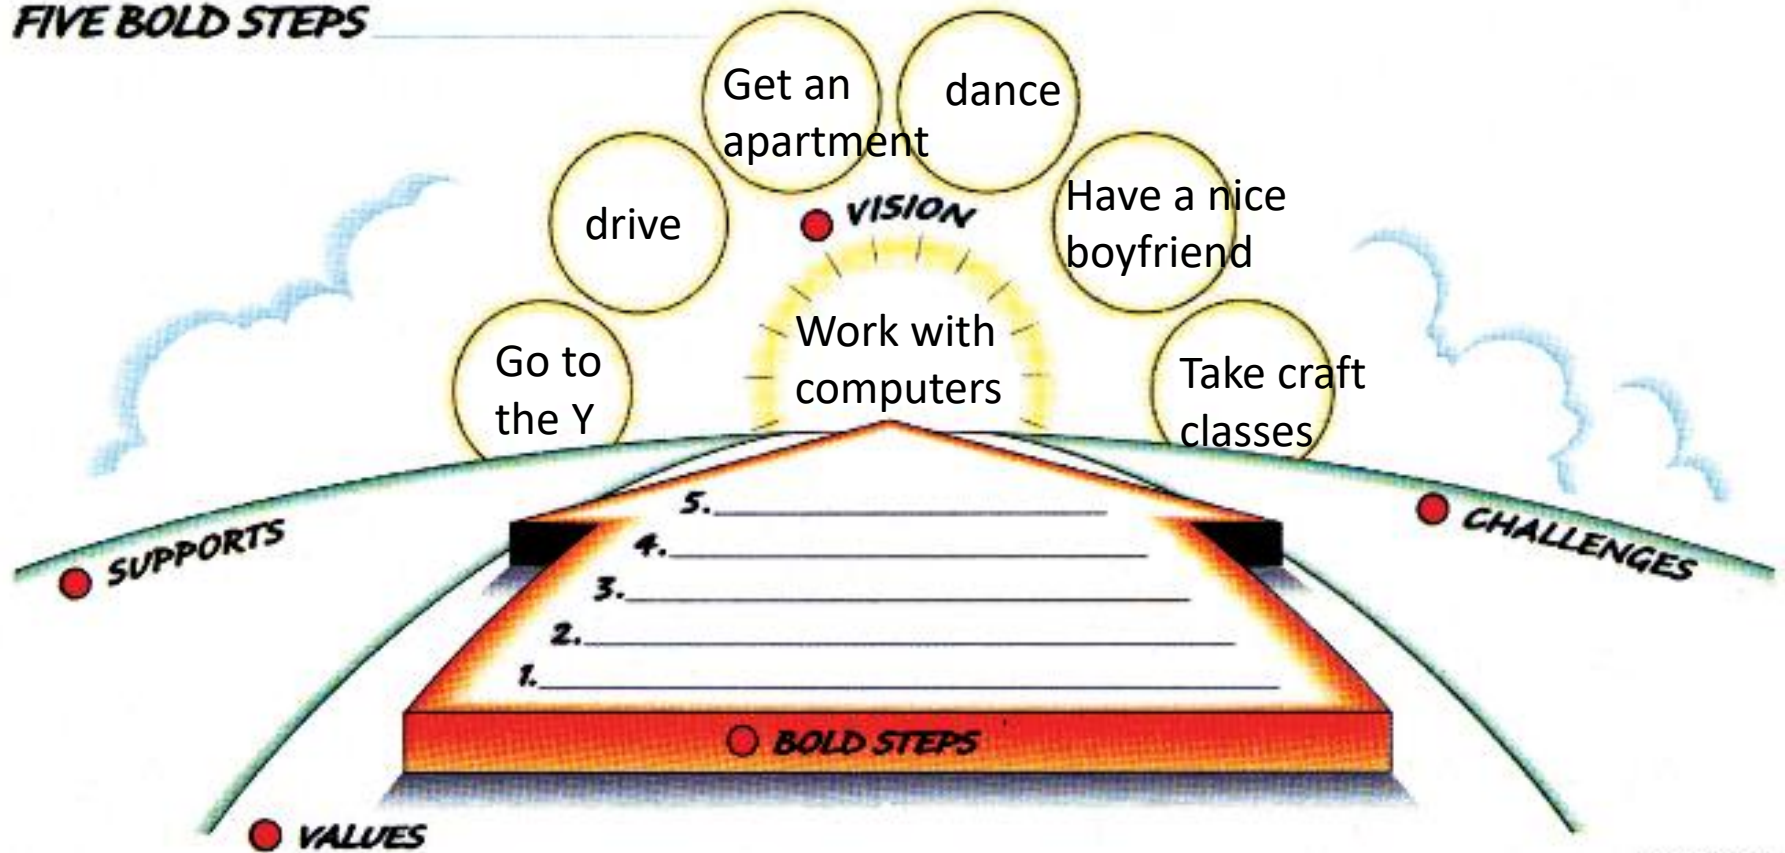 FIVE BOLD STEPS
Get an
apartment
dance
drive
VISION
Have a nice
boyfriend
Go to
the Y
Work with
computers
Take craft
classes
SUPPORTS
CHALLENGES
5.
4.
3.
2.
1.
BOLD STEPS
VALUES